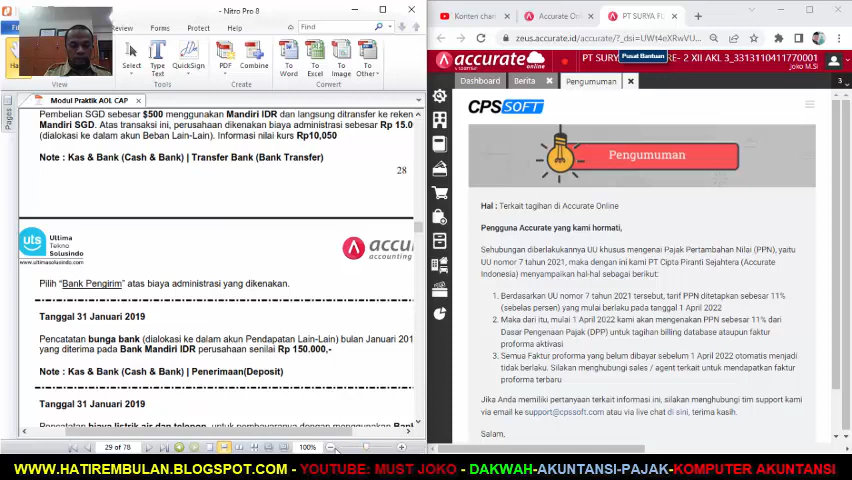 - Nitro Pro 8
Find
Select
Type
Text
QuickSign
PDF
Combine
To
Word
To
Excel
To
Image
To
Other
View
Modul Praktik AOL CAP
Pages
Pembelian SGD sebesar $500 menggunakan Mandiri IDR dan langsung ditransfer ke reken
Mandiri SGD. Atas transaksi ini, perusahaan dikenakan biaya administrasi sebesar Rp 15.0
(dialokasi ke dalam akun Beban Lain-Lain). Informasi nilai kurs Rp10,050
Note : Kas & Bank (Cash & Bank) | Transfer Bank (Bank Transfer)
28
uts
Ultima
Tekno
Solusindo
www.ultimasolusindo.com
accu
accounting
Pilih "Bank Pengirim" atas biaya administrasi yang dikenakan.
Tanggal 31 Januari 2019
Pencatatan bunga bank (dialokasi ke dalam akun Pendapatan Lain-Lain) bulan Januari 201
yang diterima pada Bank Mandiri IDR perusahaan senilai Rp 150.000,-
Note : Kas & Bank (Cash & Bank) | Penerimaan(Deposit)
Tanggal 31 Januari 2019
Pencatatan biaya listrik air dan telepon, untuk pembayarannya dengan menggunakan Bank
29 of 78
100%
Konten chan
Accurate Onl
PT SURYA FU
zeus.accurate.id/accurate/?_dsi=UWt4eXRwVU...
accurate
online
PT SURY
Pusat Bantuan
RE- 2 XII AKL 3_3313110411770001
Joko M.SI
Dashboard
Berita
Pengumuman
3
CPSSOFT
Pengumuman
Hal : Terkait tagihan di Accurate Online
Pengguna Accurate yang kami hormati,
Sehubungan diberlakukannya UU khusus mengenai Pajak Pertambahan Nilai (PPN), yaitu
UU nomor 7 tahun 2021, maka dengan ini kami PT Cipta Piranti Sejahtera (Accurate
Indonesia) menyampaikan hal-hal sebagai berikut:
1. Berdasarkan UU nomor 7 tahun 2021 tersebut, tarif PPN ditetapkan sebesar 11%
(sebelas persen) yang mulai berlaku pada tanggal 1 April 2022
2. Maka dari itu, mulai 1 April 2022 kami akan mengenakan PPN sebesar 11% dari
Dasar Pengenaan Pajak (DPP) untuk tagihan billing database ataupun faktur
proforma aktivasi
3. Semua Faktur proforma yang belum dibayar sebelum 1 April 2022 otomatis menjadi
tidak berlaku. Silakan menghubungi sales / agent terkait untuk mendapatkan faktur
proforma terbaru
Jika Anda memiliki pertanyaan terkait informasi ini, silakan menghubungi tim support kami
via email ke support@cpssoft.com atau via live chat di sini, terima kasih.
Salam,
WWW.HATIREMBULAN.BLOGSPOT.COM - YOUTUBE: MUST JOKO - DAKWAH-AKUNTANSI-PAJAK-KOMPUTER AKUNTANSI